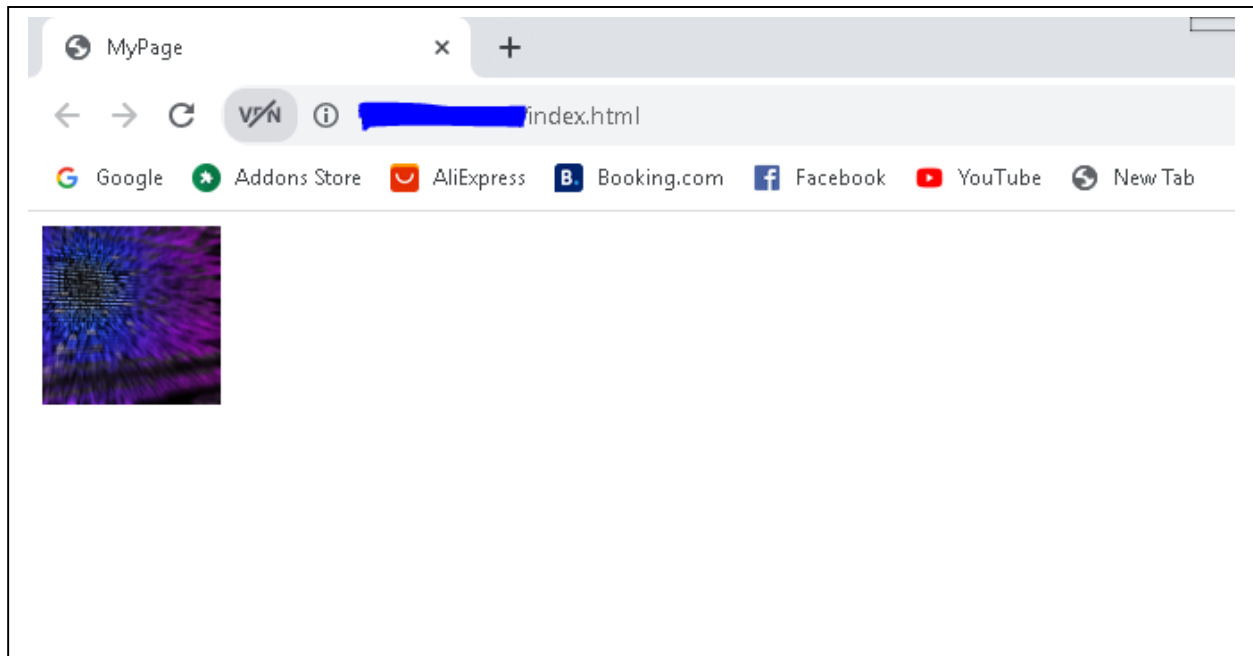 MyPage
VPN /index.html
Google Addons Store AliExpress B. Booking.com Facebook YouTube New Tab